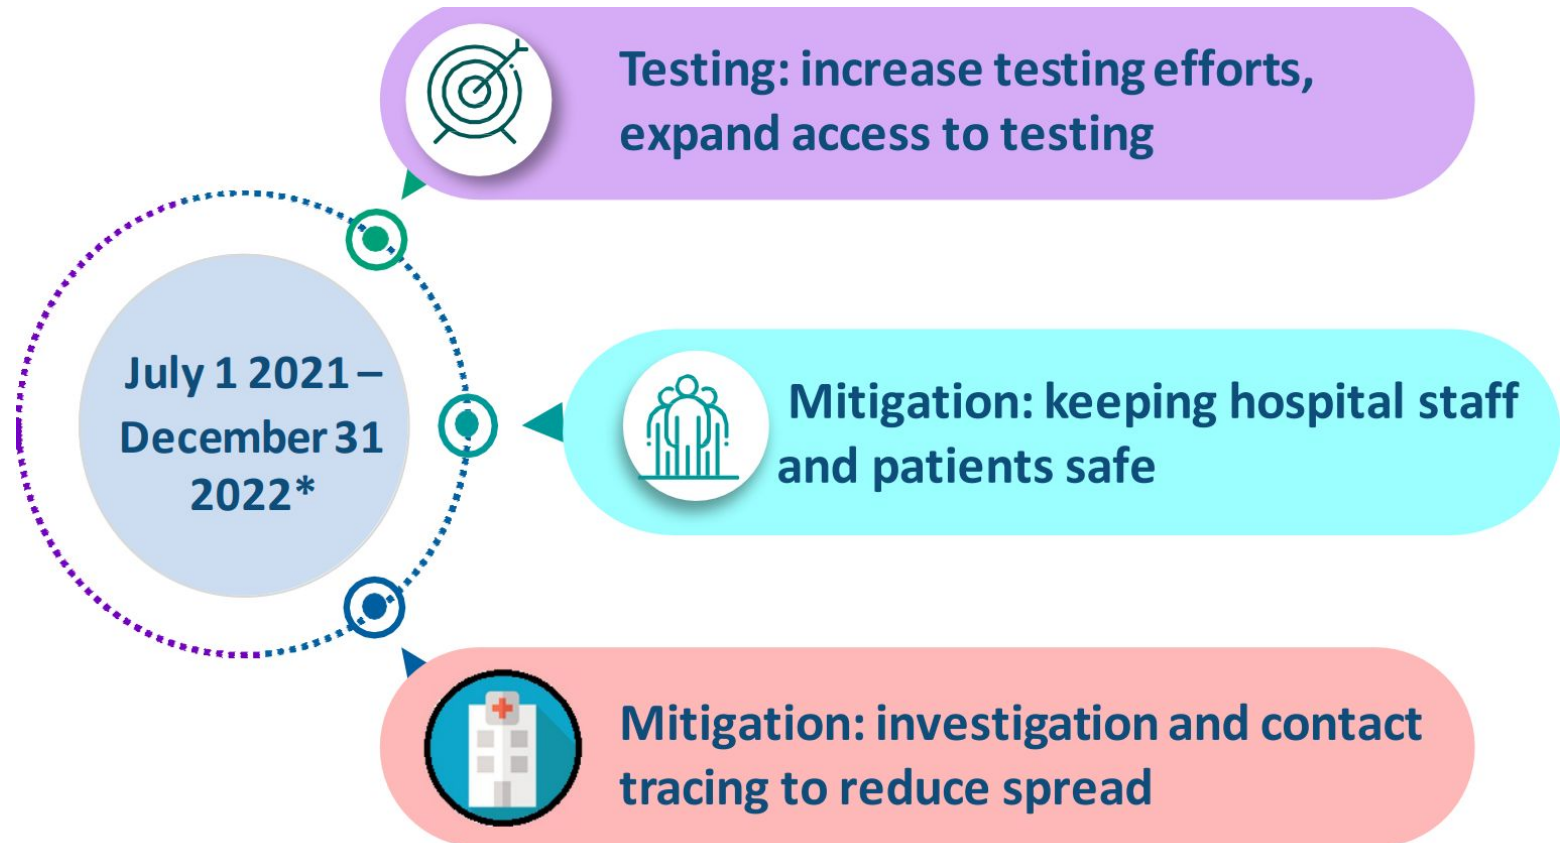 Testing: increase testing efforts,
expand access to testing
July 1 2021 –
December 31
2022*
Mitigation: keeping hospital staff
and patients safe
Mitigation: investigation and contact
tracing to reduce spread